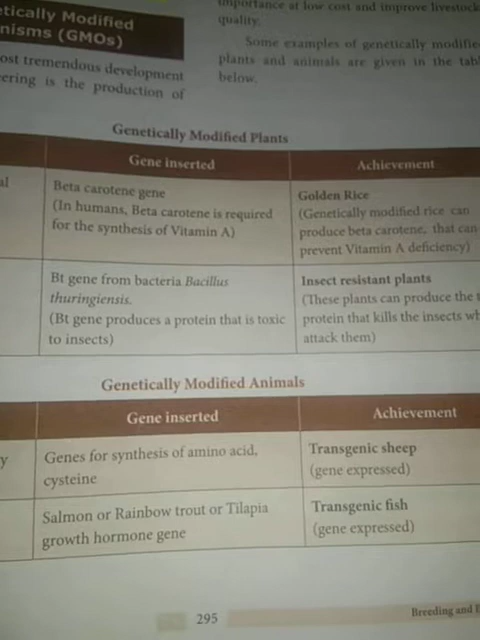 etically Modified
nisms (GMOs)
ost tremendous development
ering is the production of
importance at low cost and improve livestock
quality.
Some examples of genetically modified
plants and animals are given in the table
below.
Genetically Modified Plants
Gene inserted
Achievement
al
Beta carotene gene
(In humans, Beta carotene is required
for the synthesis of Vitamin A)
Golden Rice
(Genetically modified rice can
produce beta carotene, that can
prevent Vitamin A deficiency)
Bt gene from bacteria Bacillus
thuringiensis.
(Bt gene produces a protein that is toxic
to insects)
Insect resistant plants
(These plants can produce the t
protein that kills the insects wh
attack them)
Genetically Modified Animals
Gene inserted
Achievement
y
Genes for synthesis of amino acid,
cysteine
Transgenic sheep
(gene expressed)
Salmon or Rainbow trout or Tilapia
growth hormone gene
Transgenic fish
(gene expressed)
295
Breeding and B